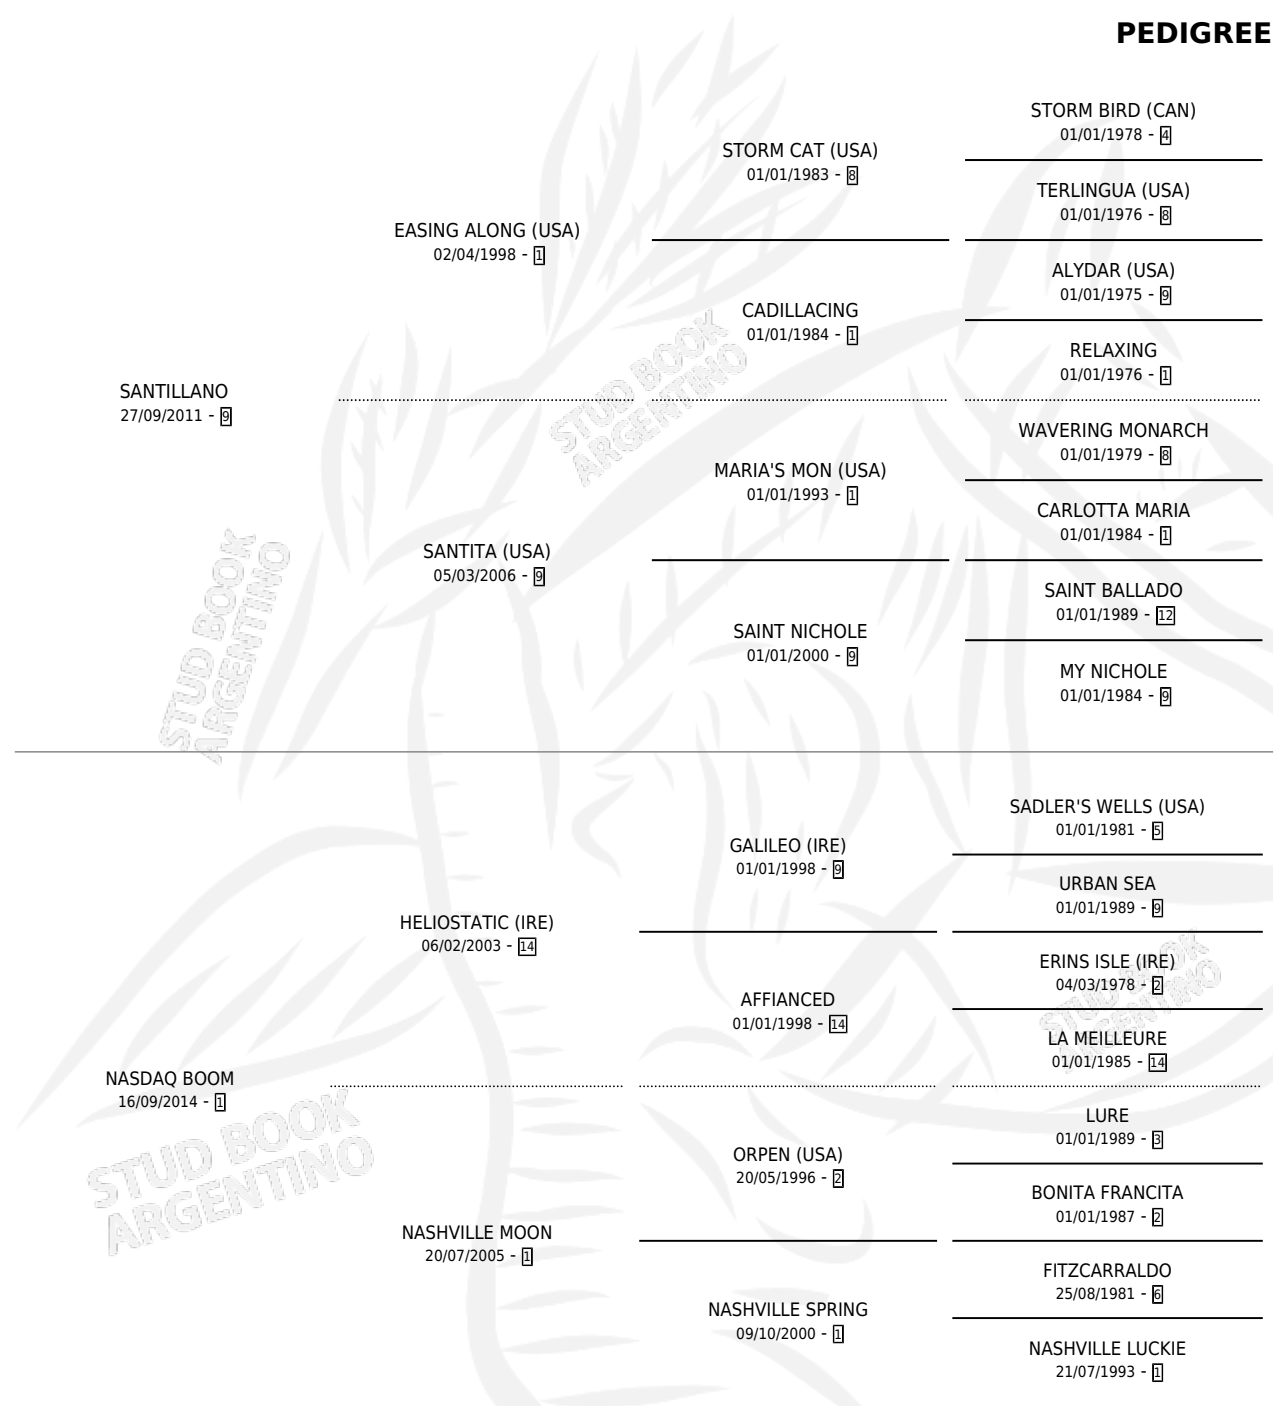 PEDIGREE
STORM BIRD (CAN)
01/01/1978 - 4
STORM CAT (USA)
01/01/1983 - 8
TERLINGUA (USA)
01/01/1976 - 8
EASING ALONG (USA)
02/04/1998 - 1
ALYDAR (USA)
01/01/1975 - 9
CADILLACING
01/01/1984 - 1
RELAXING
01/01/1976 - 1
SANTILLANO
27/09/2011 - 9
WAVERING MONARCH
01/01/1979 - 8
MARIA'S MON (USA)
01/01/1993 - 1
CARLOTTA MARIA
01/01/1984 - 1
SANTITA (USA)
05/03/2006 - 9
SAINT BALLADO
01/01/1989 - 12
SAINT NICHOLE
01/01/2000 - 9
MY NICHOLE
01/01/1984 - 9
STUD BOOK
ARGENTINO
STUD BOOK
ARGENTINO
SADLER'S WELLS (USA)
01/01/1981 - 5
GALILEO (IRE)
01/01/1998 - 9
URBAN SEA
01/01/1989 - 9
HELIOSTATIC (IRE)
06/02/2003 - 14
ERINS ISLE (IRE)
04/03/1978 - 2
AFFIANCED
01/01/1998 - 14
LA MEILLEURE
01/01/1985 - 14
STUD BOOK
ARGENTINO
NASDAQ BOOM
16/09/2014 - 1
LURE
01/01/1989 - 3
ORPEN (USA)
20/05/1996 - 2
BONITA FRANCITA
01/01/1987 - 2
STUD BOOK
ARGENTINO
NASHVILLE MOON
20/07/2005 - 1
FITZCARRALDO
25/08/1981 - 6
NASHVILLE SPRING
09/10/2000 - 1
NASHVILLE LUCKIE
21/07/1993 - 1